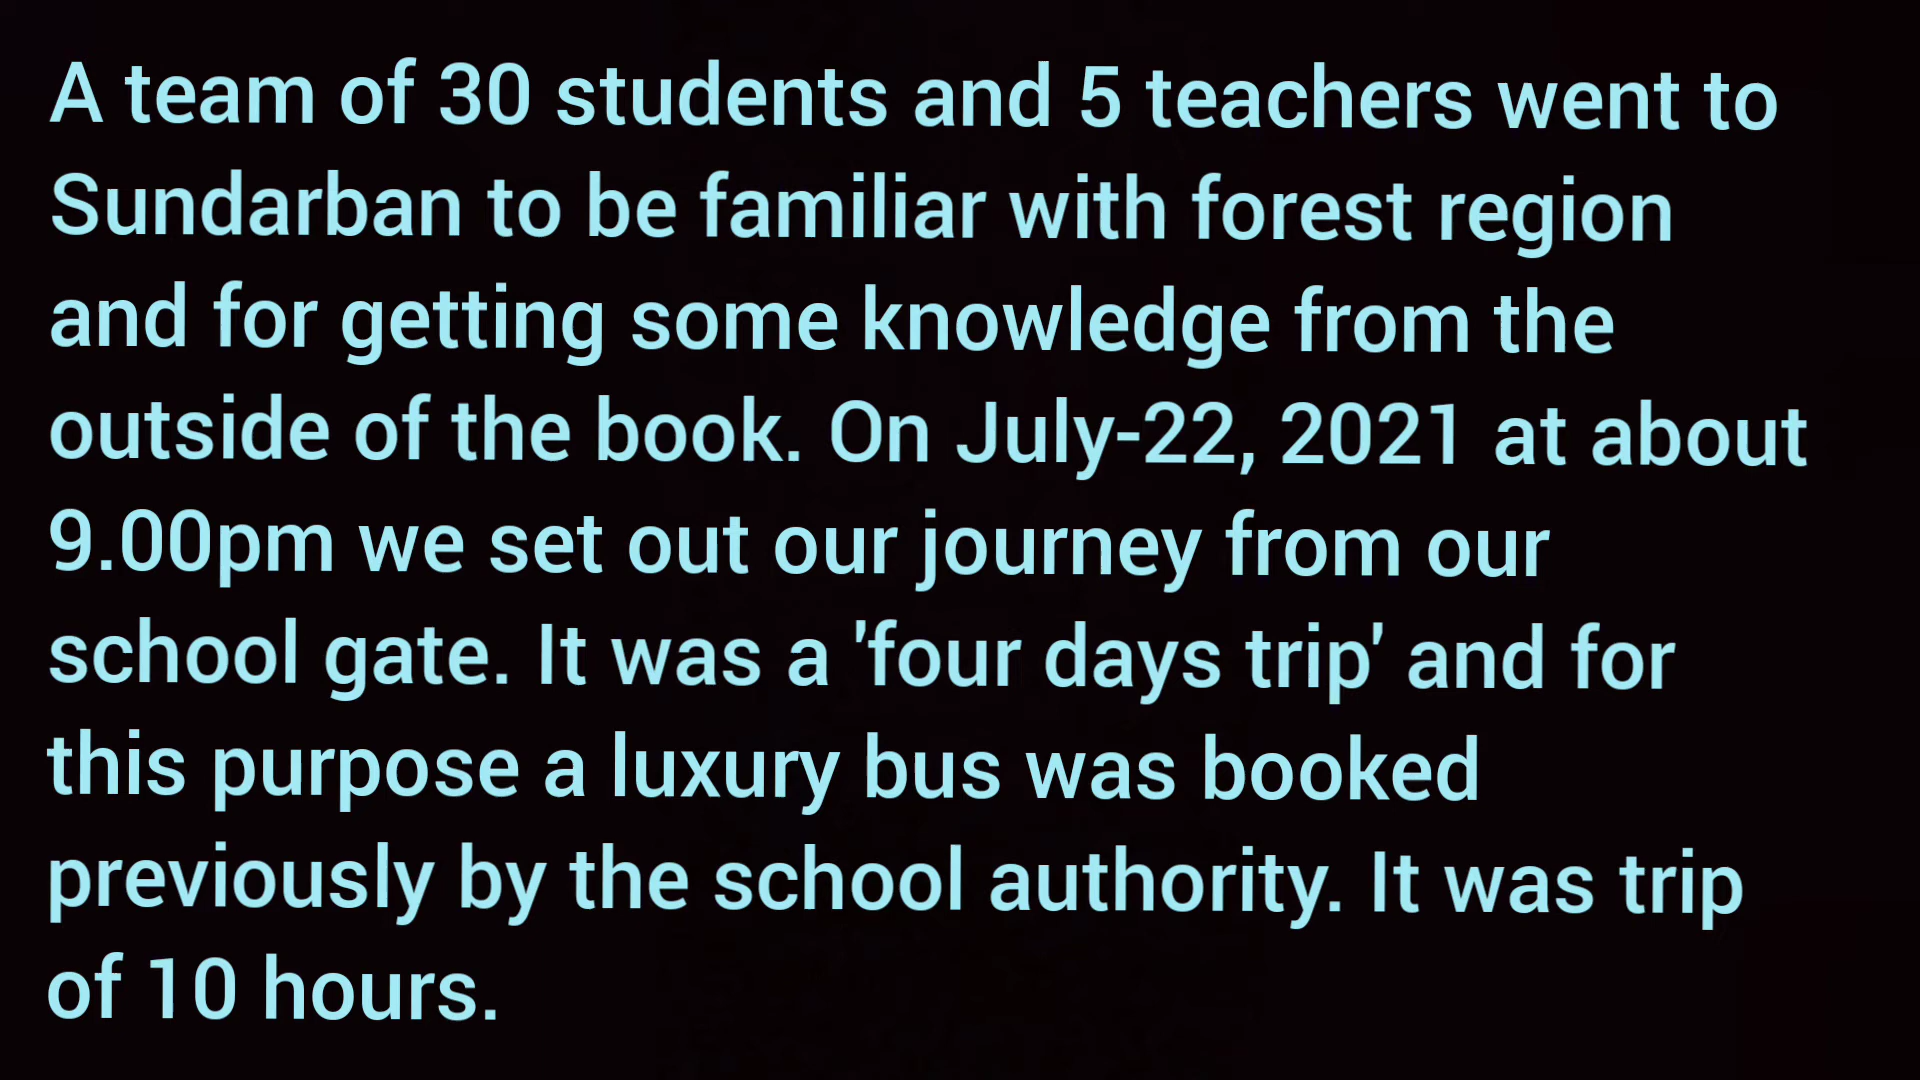 A team of 30 students and 5 teachers went to
Sundarban to be familiar with forest region
and for getting some knowledge from the
outside of the book. On July-22, 2021 at about
9.00pm we set out our journey from our
school gate. It was a 'four days trip' and for
this purpose a luxury bus was booked
previously by the school authority. It was trip
of 10 hours.